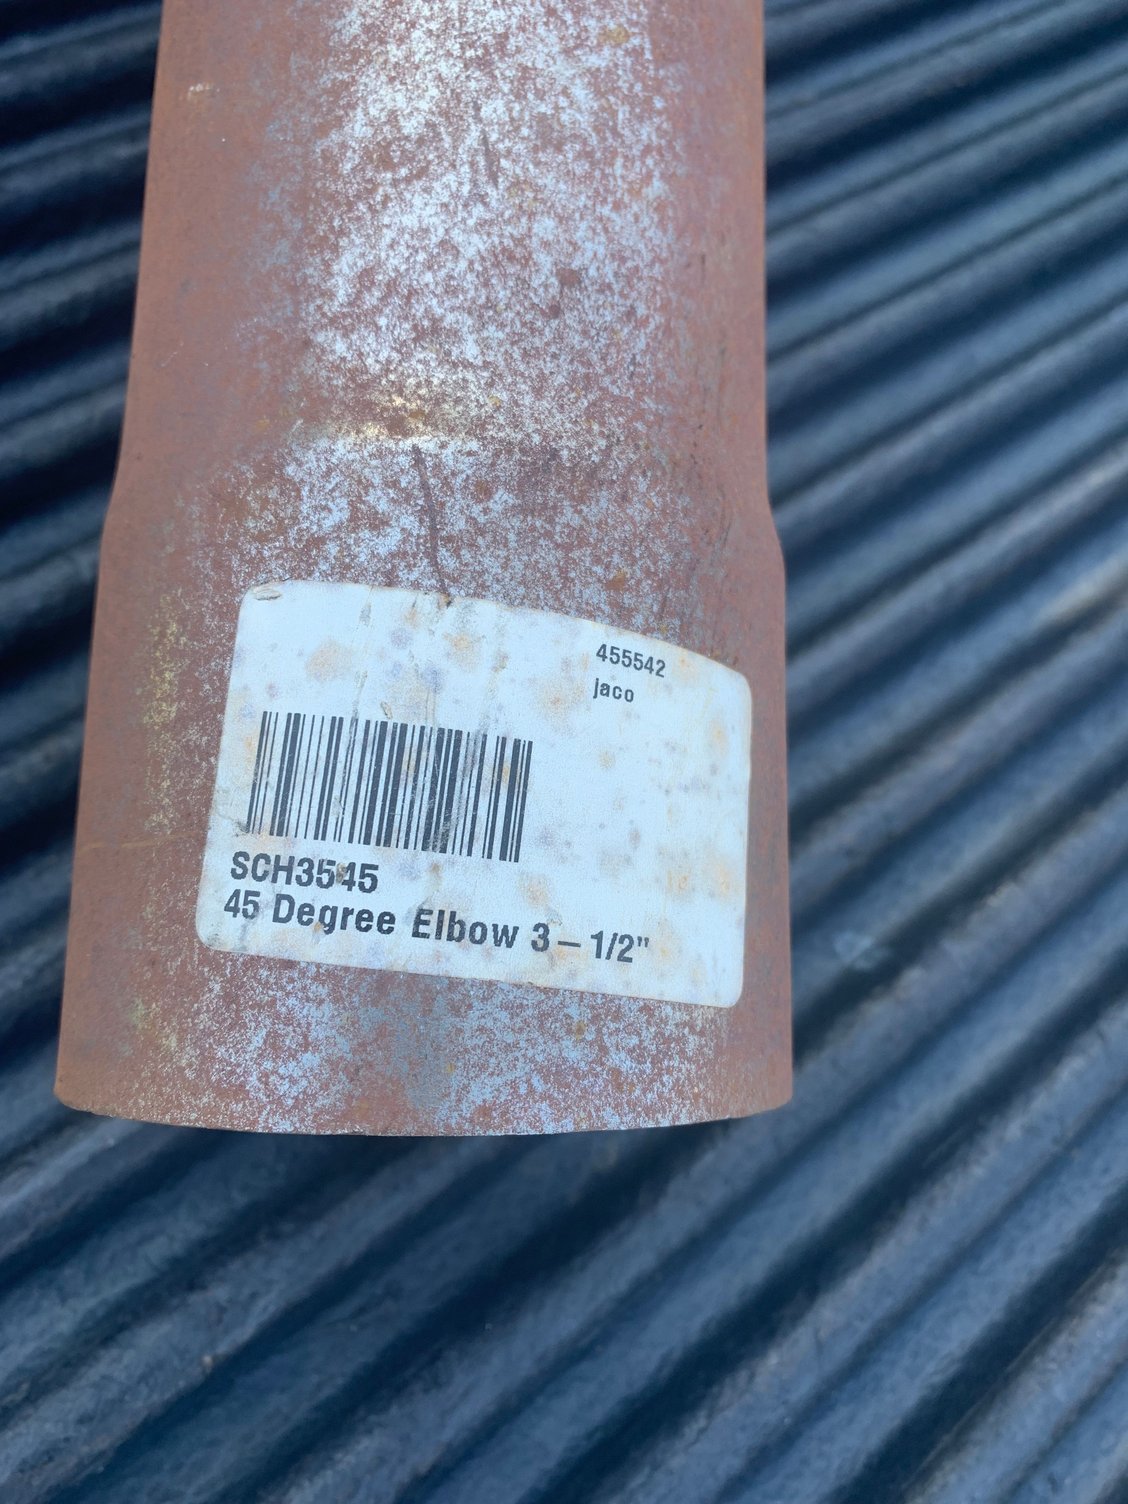 455542
jaco
SCH3545
45 Degree Elbow 3 – 1/2"